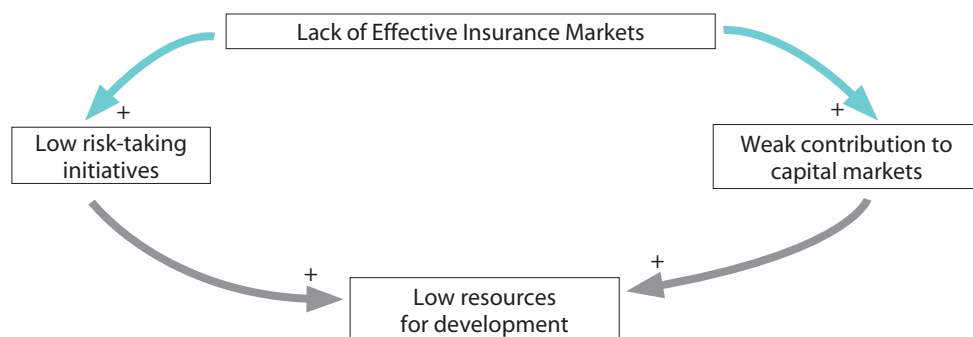 Lack of Effective Insurance Markets
+
+
Low risk-taking
initiatives
Weak contribution to
capital markets
+
+
Low resources
for development